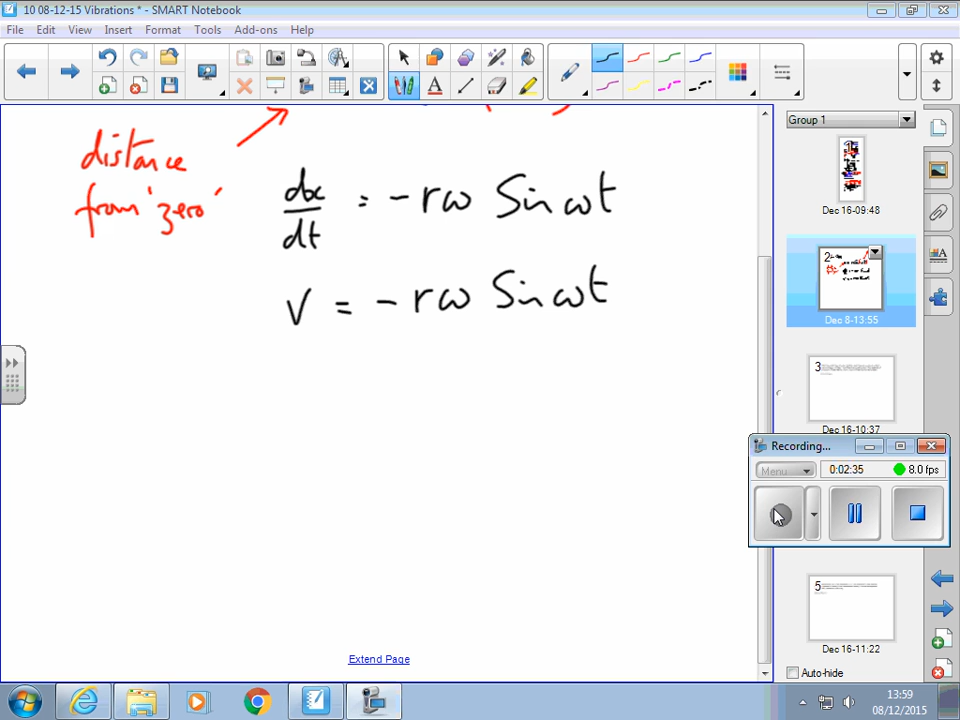 10 08-12-15 Vibrations * - SMART Notebook
File Edit View Insert Format Tools Add-ons Help
Group 1
distance
from 'zero'
dx/dt = -rω Sin ωt
v = -rω Sin ωt
Extend Page
1
Dec 16-09:48
2
Dec 8-13:55
3
Dec 16-10:37
Recording...
Menu 0:02:35 8.0 fps
5
Dec 16-11:22
Auto-hide
13:59
08/12/2015